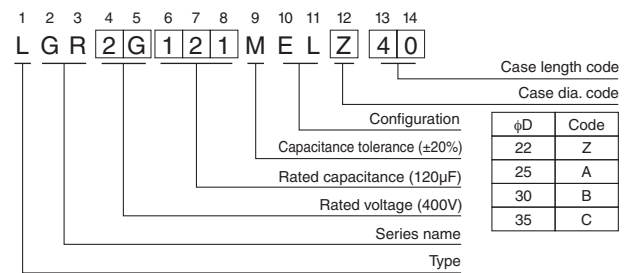 1 2 3 4 5 6 7 8 9 10 11 12 13 14
L G R 2 G 1 2 1 M E L Z 4 0
Case length code
Case dia. code
Configuration
Capacitance tolerance (±20%)
Rated capacitance (120µF)
Rated voltage (400V)
Series name
Type
ϕD Code
22 Z
25 A
30 B
35 C